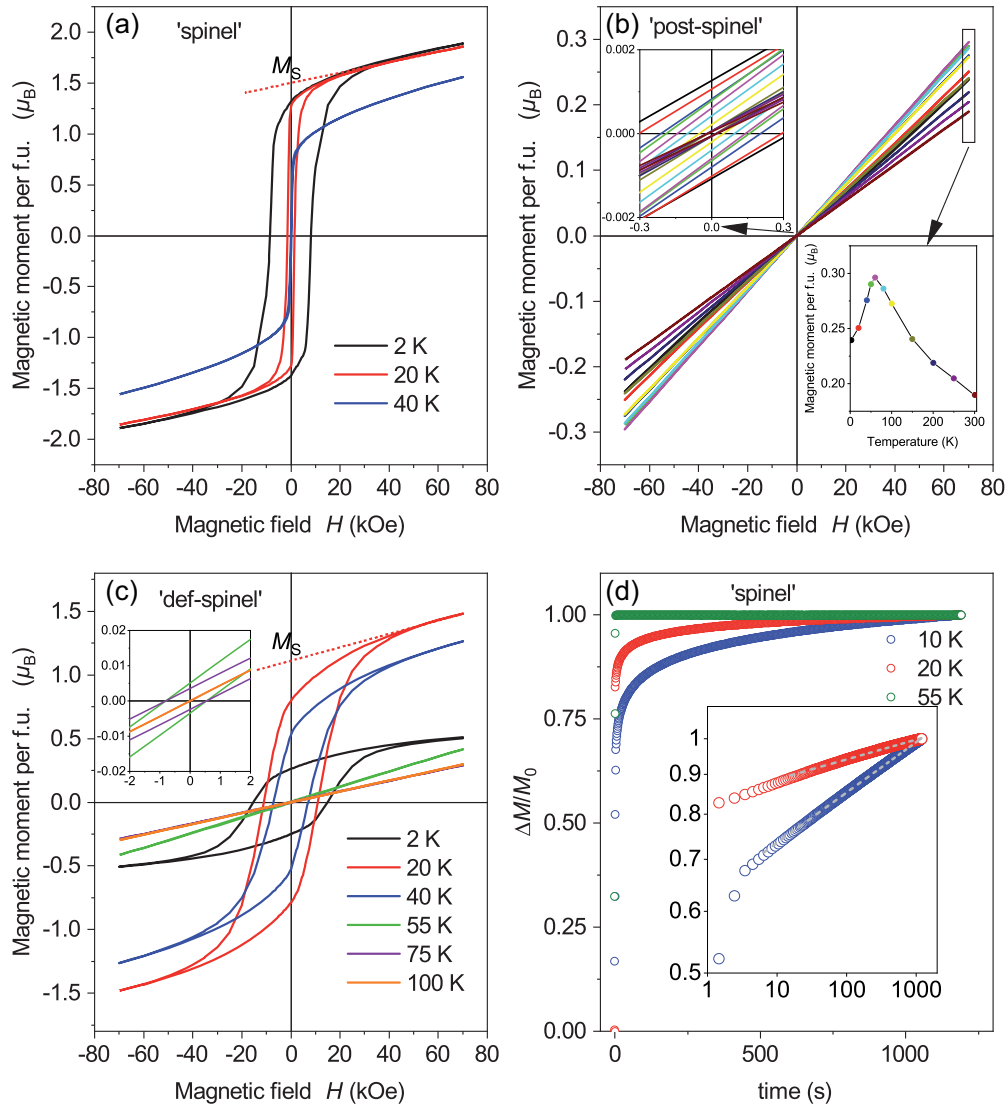 (a)
'spinel'
M_S
2.0
1.5
1.0
0.5
0.0
-0.5
-1.0
-1.5
-2.0
Magnetic moment per f.u. (μ_B)
2 K
20 K
40 K
-80 -60 -40 -20 0 20 40 60 80
Magnetic field H (kOe)
(b)
'post-spinel'
0.3
0.2
0.1
0.0
-0.1
-0.2
-0.3
Magnetic moment per f.u. (μ_B)
0.002
0.000
-0.002
-0.3 0.0 0.3
Magnetic moment per f.u. (μ_B)
0.30
0.25
0.20
0 100 200 300
Temperature (K)
-80 -60 -40 -20 0 20 40 60 80
Magnetic field H (kOe)
(c)
'def-spinel'
M_S
1.5
1.0
0.5
0.0
-0.5
-1.0
-1.5
Magnetic moment per f.u. (μ_B)
0.02
0.01
0.00
-0.01
-0.02
-2 -1 0 1 2
2 K
20 K
40 K
55 K
75 K
100 K
-80 -60 -40 -20 0 20 40 60 80
Magnetic field H (kOe)
(d)
'spinel'
1.00
0.75
0.50
0.25
0.00
ΔM/M_0
10 K
20 K
55 K
1
0.9
0.8
0.7
0.6
0.5
1 10 100 1000
0 500 1000
time (s)